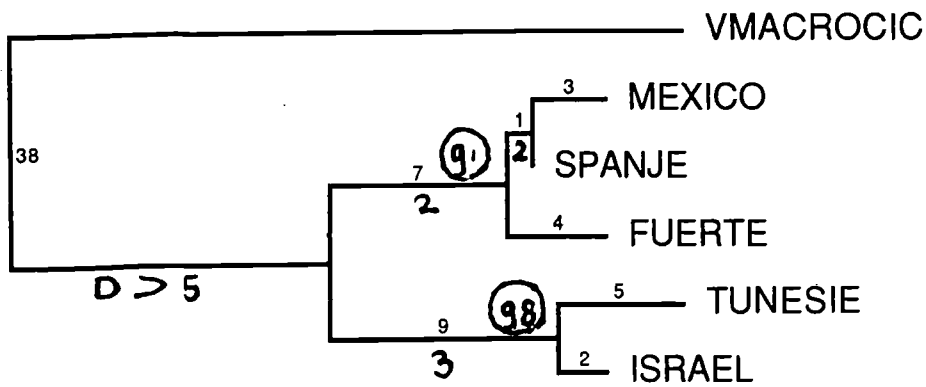 VMACROCIC
3 MEXICO
1
38
91 2 SPANJE
7
2
4 FUERTE
D > 5
5 TUNESIE
98
9
3
2 ISRAEL